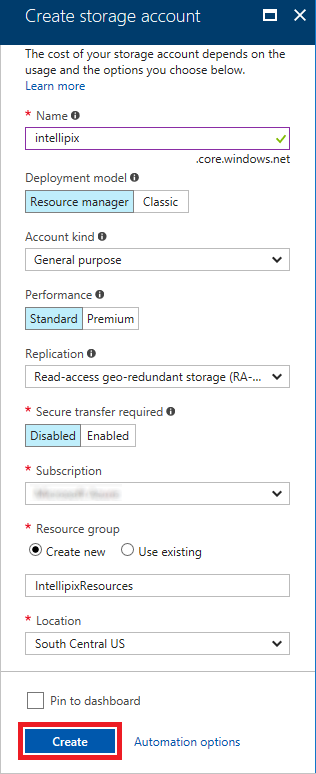 Create storage account
The cost of your storage account depends on the
usage and the options you choose below.
Learn more
* Name
intellipix
.core.windows.net
Deployment model
Resource manager Classic
Account kind
General purpose
Performance
Standard Premium
Replication
Read-access geo-redundant storage (RA-...
* Secure transfer required
Disabled Enabled
* Subscription
* Resource group
Create new Use existing
IntellipixResources
* Location
South Central US
Pin to dashboard
Create Automation options